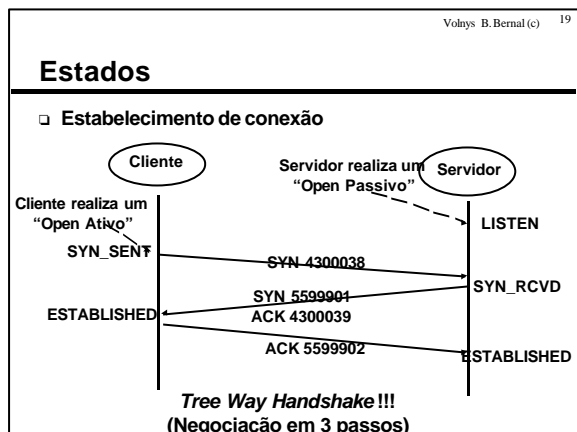 Volnys B. Bernal (c) 19
Estados
❑ Estabelecimento de conexão
Cliente
Servidor realiza um
“Open Passivo”
Servidor
Cliente realiza um
“Open Ativo”
LISTEN
SYN_SENT
SYN 4300038
SYN_RCVD
SYN 5599901
ACK 4300039
ESTABLISHED
ACK 5599902
ESTABLISHED
Tree Way Handshake !!!
(Negociação em 3 passos)